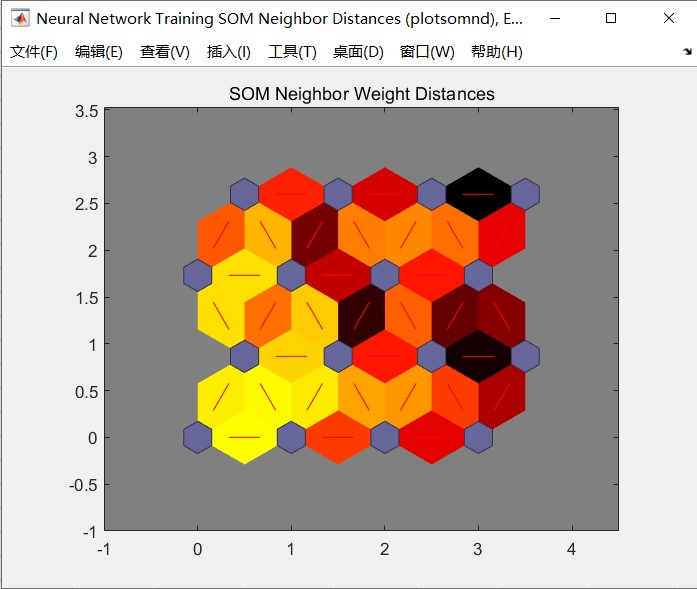 Neural Network Training SOM Neighbor Distances (plotsomnd), E...
文件(F) 编辑(E) 查看(V) 插入(I) 工具(T) 桌面(D) 窗口(W) 帮助(H)
SOM Neighbor Weight Distances
3.5
3
2.5
2
1.5
1
0.5
0
-0.5
-1
-1 0 1 2 3 4